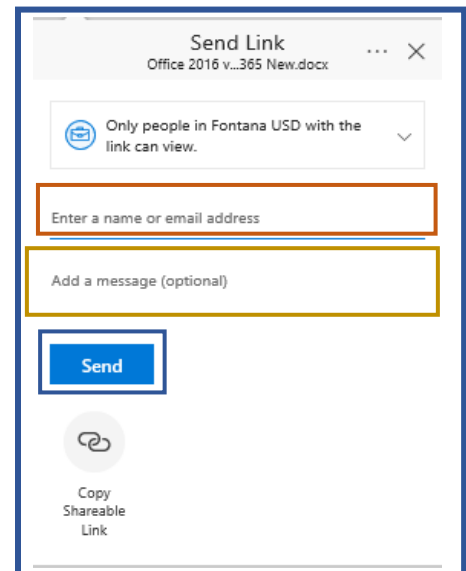 Send Link
Office 2016 v...365 New.docx
Only people in Fontana USD with the
link can view.
Enter a name or email address
Add a message (optional)
Send
Copy
Shareable
Link